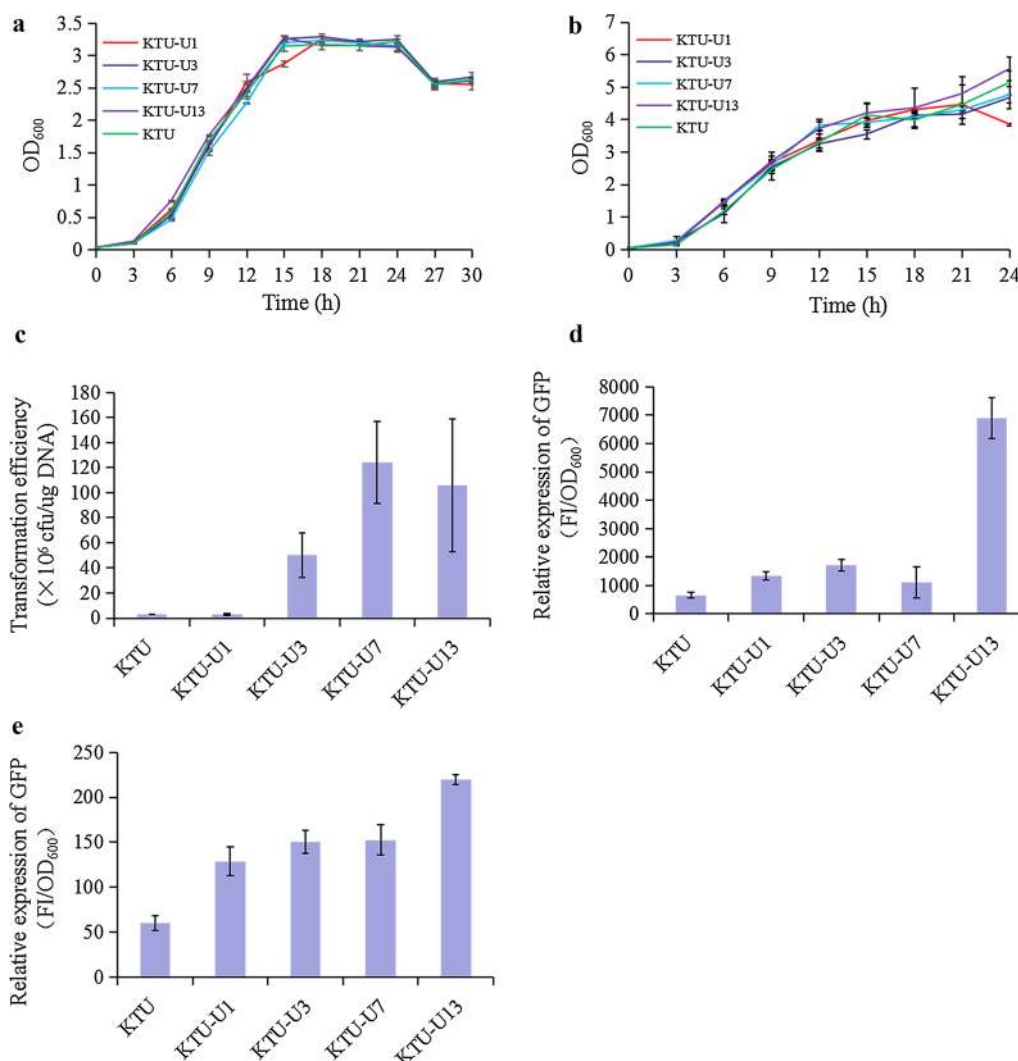 a
3.5
3
2.5
2
1.5
1
0.5
0
OD600
KTU-U1
KTU-U3
KTU-U7
KTU-U13
KTU
0 3 6 9 12 15 18 21 24 27 30
Time (h)
b
7
6
5
4
3
2
1
0
OD600
KTU-U1
KTU-U3
KTU-U7
KTU-U13
KTU
0 3 6 9 12 15 18 21 24
Time (h)
c
Transformation efficiency
(×10⁶ cfu/ug DNA)
180
160
140
120
100
80
60
40
20
0
KTU
KTU-U1
KTU-U3
KTU-U7
KTU-U13
d
Relative expression of GFP
(FI/OD600)
8000
7000
6000
5000
4000
3000
2000
1000
0
KTU
KTU-U1
KTU-U3
KTU-U7
KTU-U13
e
Relative expression of GFP
(FI/OD600)
250
200
150
100
50
0
KTU
KTU-U1
KTU-U3
KTU-U7
KTU-U13